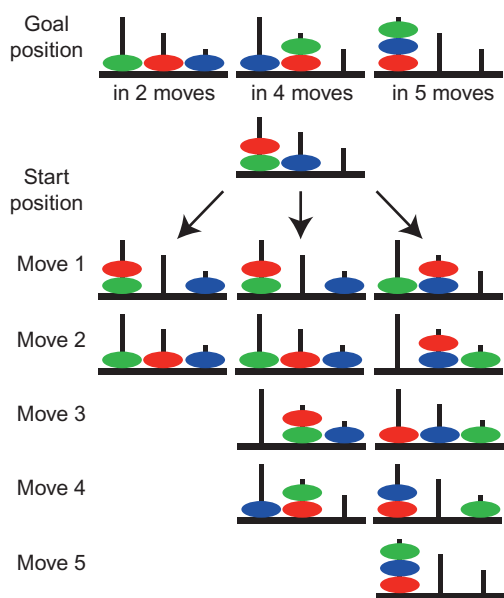 Goal
position
in 2 moves
in 4 moves
in 5 moves
Start
position
Move 1
Move 2
Move 3
Move 4
Move 5